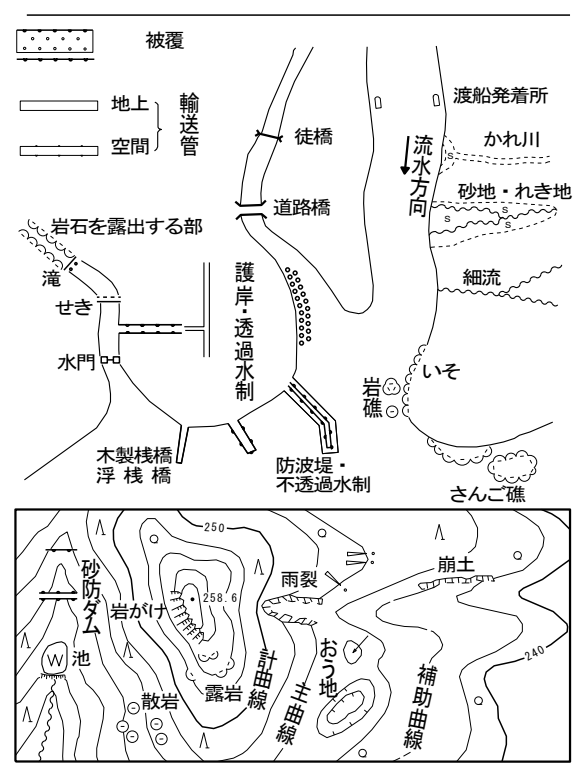 被覆
地上
空間
輸送管
渡船発着所
かれ川
徒橋
流水方向
砂地・れき地
s
s
s
道路橋
岩石を露出する部
滝
護岸・透過水制
細流
せき
水門
いそ
岩礁
木製桟橋
浮桟橋
防波堤・
不透過水制
さんご礁
250
砂防ダム
雨裂
崩土
258.6
岩がけ
おう地
W
池
240
計曲線
主曲線
補助曲線
散岩
露岩